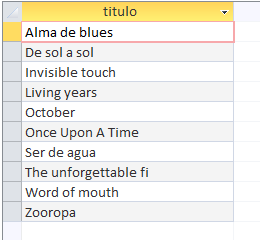 titulo
Alma de blues
De sol a sol
Invisible touch
Living years
October
Once Upon A Time
Ser de agua
The unforgettable fi
Word of mouth
Zooropa